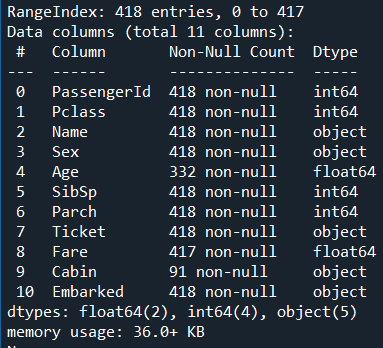 RangeIndex: 418 entries, 0 to 417
Data columns (total 11 columns):
 #   Column       Non-Null Count  Dtype
---  ------       --------------  -----
 0   PassengerId  418 non-null    int64
 1   Pclass       418 non-null    int64
 2   Name         418 non-null    object
 3   Sex          418 non-null    object
 4   Age          332 non-null    float64
 5   SibSp        418 non-null    int64
 6   Parch        418 non-null    int64
 7   Ticket       418 non-null    object
 8   Fare         417 non-null    float64
 9   Cabin        91 non-null     object
 10  Embarked     418 non-null    object
dtypes: float64(2), int64(4), object(5)
memory usage: 36.0+ KB